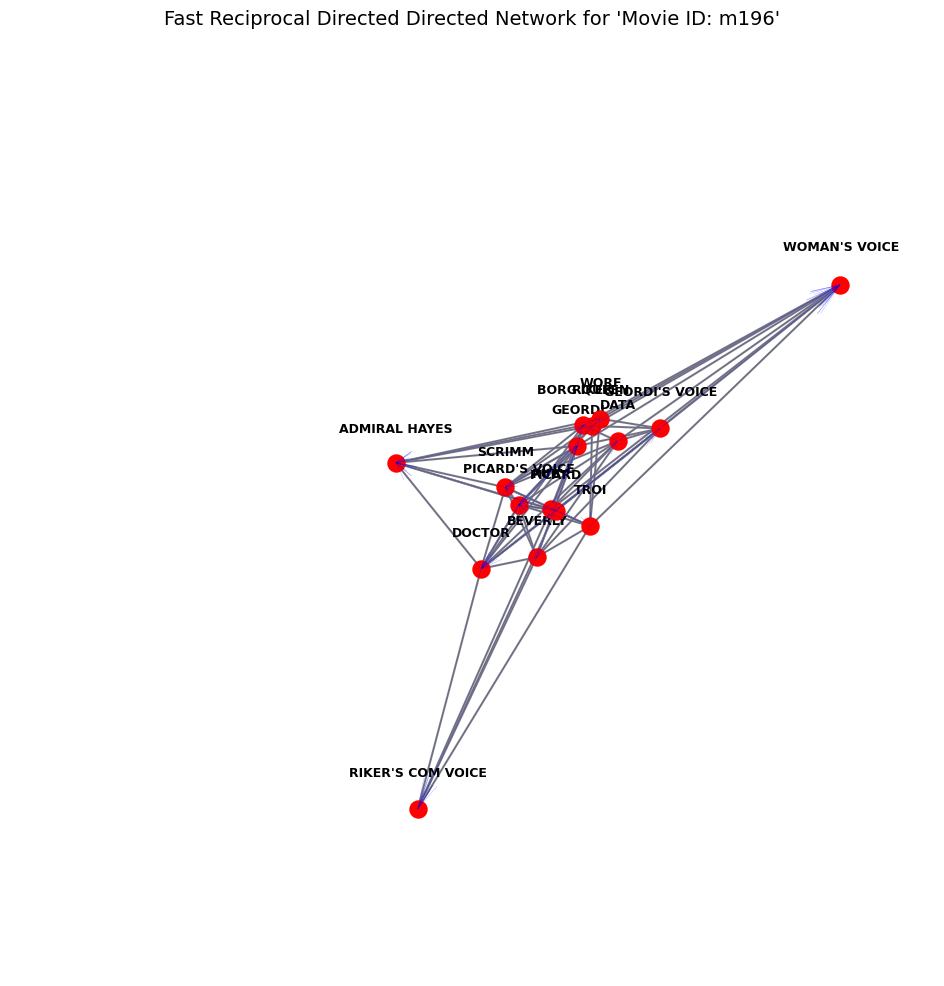 Fast Reciprocal Directed Directed Network for 'Movie ID: m196'
WOMAN'S VOICE
WORF
BORG QUEEN
RIKER
GEORDI'S VOICE
DATA
GEORDI
ADMIRAL HAYES
SCRIMM
PICARD'S VOICE
PICARD
TROI
BEVERLY
DOCTOR
RIKER'S COM VOICE